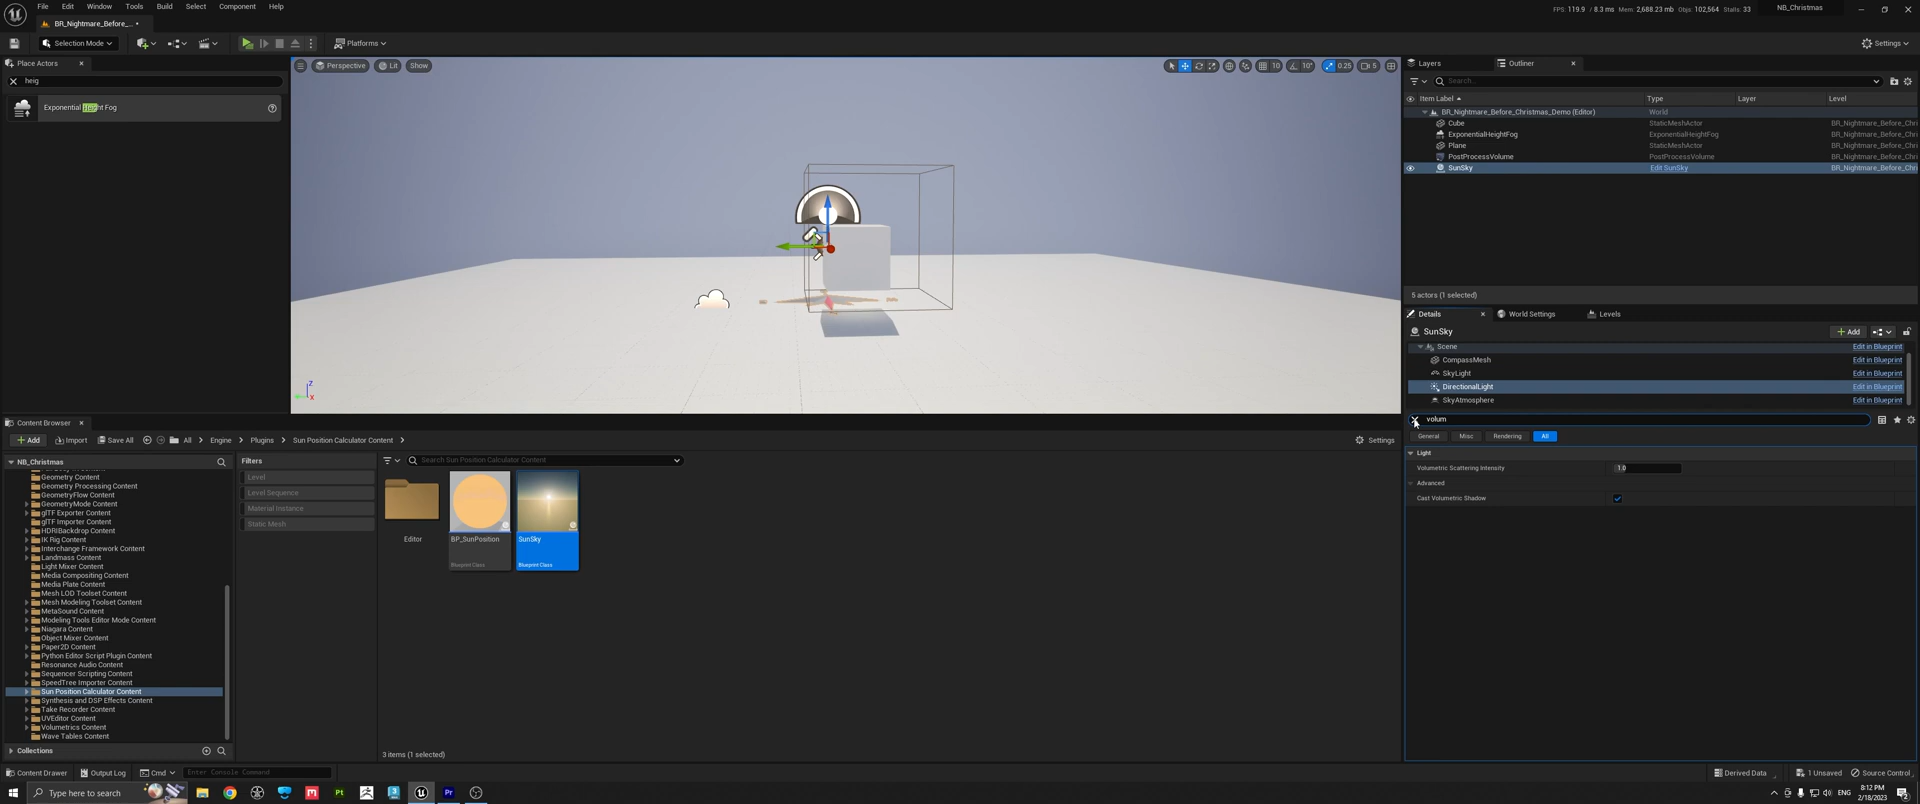 File Edit Window Tools Build Select Component Help
FPS: 119.9 / 8.3 ms Mem: 2,688.23 mb Objs: 102,564 Stalls: 33 NB_Christmas
BR_Nightmare_Before_...
Selection Mode Platforms Settings
Place Actors
heig
Exponential Height Fog
Perspective Lit Show 10 10° 0.25 5
Z
X
Layers Outliner
Search...
Item Label Type Layer Level
BR_Nightmare_Before_Christmas_Demo (Editor) World
Cube StaticMeshActor BR_Nightmare_Before_Chri
ExponentialHeightFog ExponentialHeightFog BR_Nightmare_Before_Chri
Plane StaticMeshActor BR_Nightmare_Before_Chri
PostProcessVolume PostProcessVolume BR_Nightmare_Before_Chri
SunSky Edit SunSky BR_Nightmare_Before_Chri
5 actors (1 selected)
Details World Settings Levels
SunSky Add
Scene Edit in Blueprint
CompassMesh Edit in Blueprint
SkyLight Edit in Blueprint
DirectionalLight Edit in Blueprint
SkyAtmosphere Edit in Blueprint
volum
General Misc Rendering All
Light
Volumetric Scattering Intensity 1.0
Advanced
Cast Volumetric Shadow
Content Browser
Add Import Save All All Engine Plugins Sun Position Calculator Content Settings
NB_Christmas
Geometry Content
Geometry Processing Content
GeometryFlow Content
GeometryMode Content
glTF Exporter Content
glTF Importer Content
HDRIBackdrop Content
IK Rig Content
Interchange Framework Content
Landmass Content
Light Mixer Content
Media Compositing Content
Media Plate Content
Mesh LOD Toolset Content
Mesh Modeling Toolset Content
MetaSound Content
Modeling Tools Editor Mode Content
Niagara Content
Object Mixer Content
Paper2D Content
Python Editor Script Plugin Content
Resonance Audio Content
Sequencer Scripting Content
SpeedTree Importer Content
Sun Position Calculator Content
Synthesis and DSP Effects Content
Take Recorder Content
UVEditor Content
Volumetrics Content
Wave Tables Content
Collections
Filters
Level
Level Sequence
Material Instance
Static Mesh
Search Sun Position Calculator Content
Editor BP_SunPosition SunSky
Blueprint Class Blueprint Class
3 items (1 selected)
Content Drawer Output Log Cmd Enter Console Command Derived Data 1 Unsaved Source Control
Type here to search Pt 3 Pr ENG 8:12 PM
2/18/2023